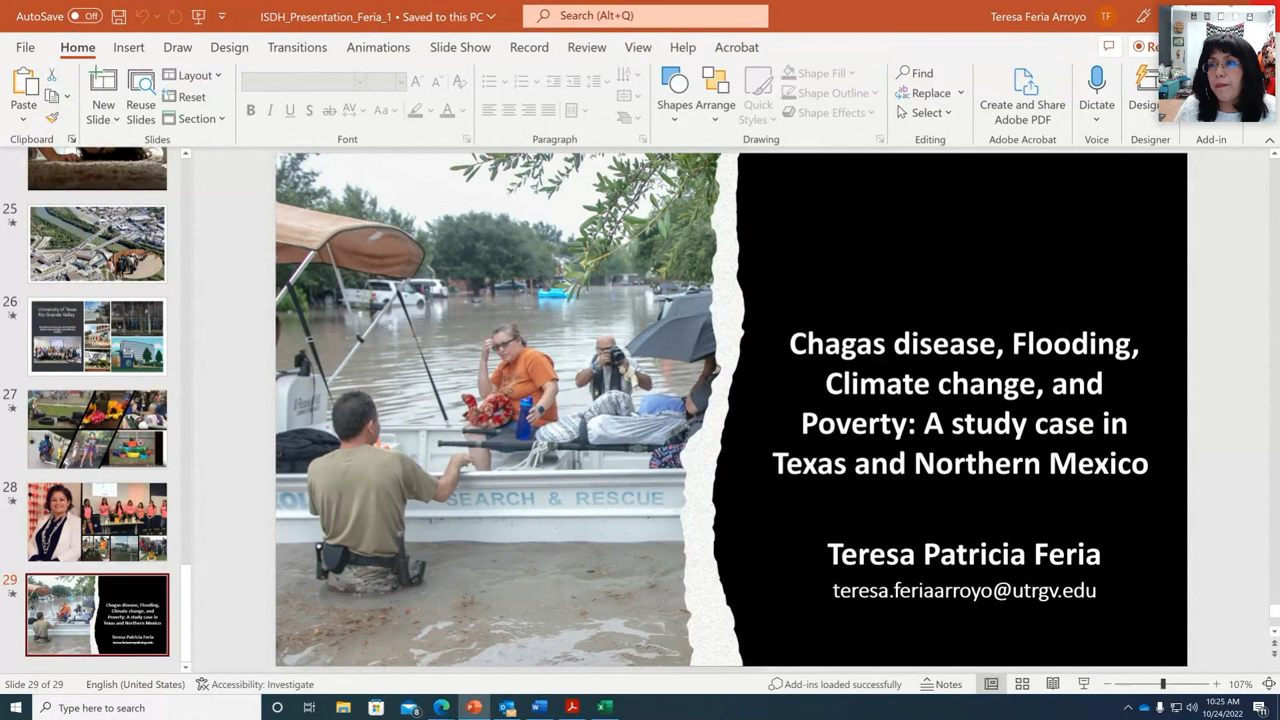 AutoSave Off
ISDH_Presentation_Feria_1 • Saved to this PC
Search (Alt+Q)
Teresa Feria Arroyo TF
File Home Insert Draw Design Transitions Animations Slide Show Record Review View Help Acrobat
Paste
New Slide
Reuse Slides
Layout
Reset
Section
Shapes Arrange
Quick Styles
Shape Fill
Shape Outline
Shape Effects
Find
Replace
Select
Create and Share Adobe PDF
Dictate
Clipboard Slides Font Paragraph Drawing Editing Adobe Acrobat Voice Designer Add-in
25
26
University of Texas
Rio Grande Valley
27
28
29
SEARCH & RESCUE
Chagas disease, Flooding,
Climate change, and
Poverty: A study case in
Texas and Northern Mexico
Teresa Patricia Feria
teresa.feriaarroyo@utrgv.edu
Slide 29 of 29 English (United States) Accessibility: Investigate Add-ins loaded successfully Notes 107%
Type here to search
10:25 AM
10/24/2022